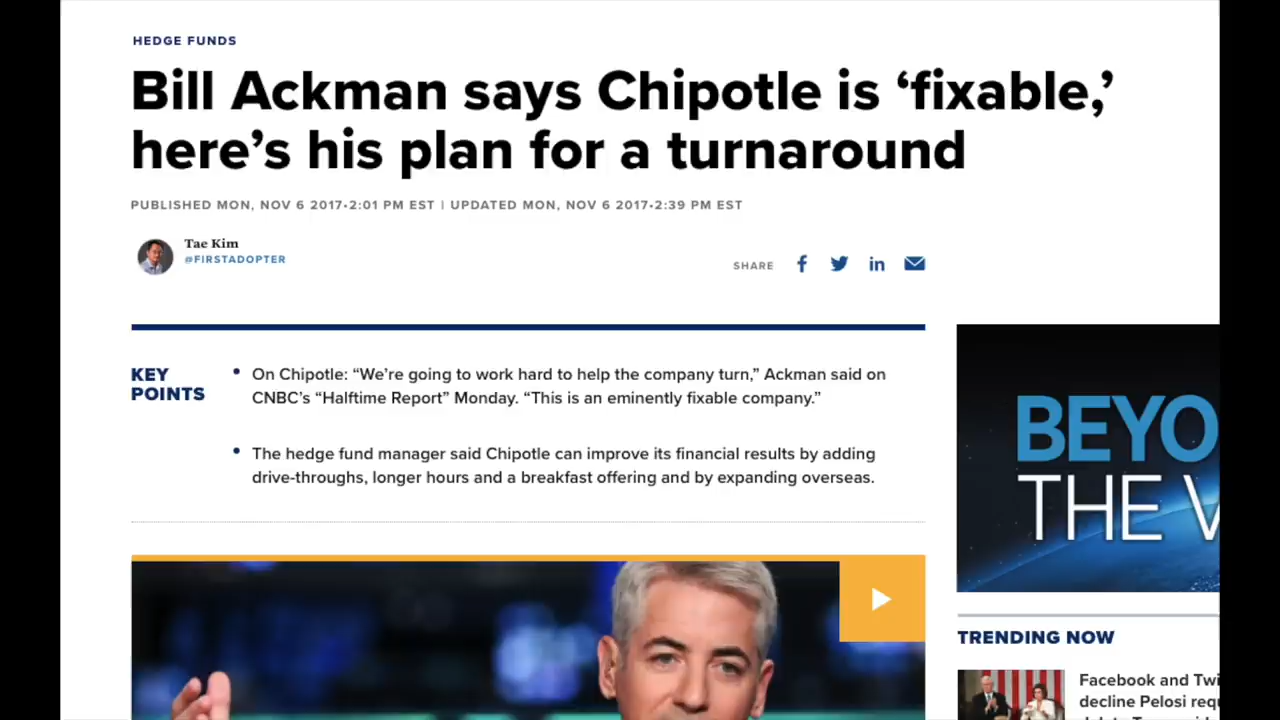 HEDGE FUNDS
Bill Ackman says Chipotle is ‘fixable,’
here’s his plan for a turnaround
PUBLISHED MON, NOV 6 2017•2:01 PM EST | UPDATED MON, NOV 6 2017•2:39 PM EST
Tae Kim
@FIRSTADOPTER
SHARE
KEY
POINTS
• On Chipotle: “We’re going to work hard to help the company turn,” Ackman said on
CNBC’s “Halftime Report” Monday. “This is an eminently fixable company.”
• The hedge fund manager said Chipotle can improve its financial results by adding
drive-throughs, longer hours and a breakfast offering and by expanding overseas.
BEYO
THE
TRENDING NOW
Facebook and Twi
decline Pelosi req